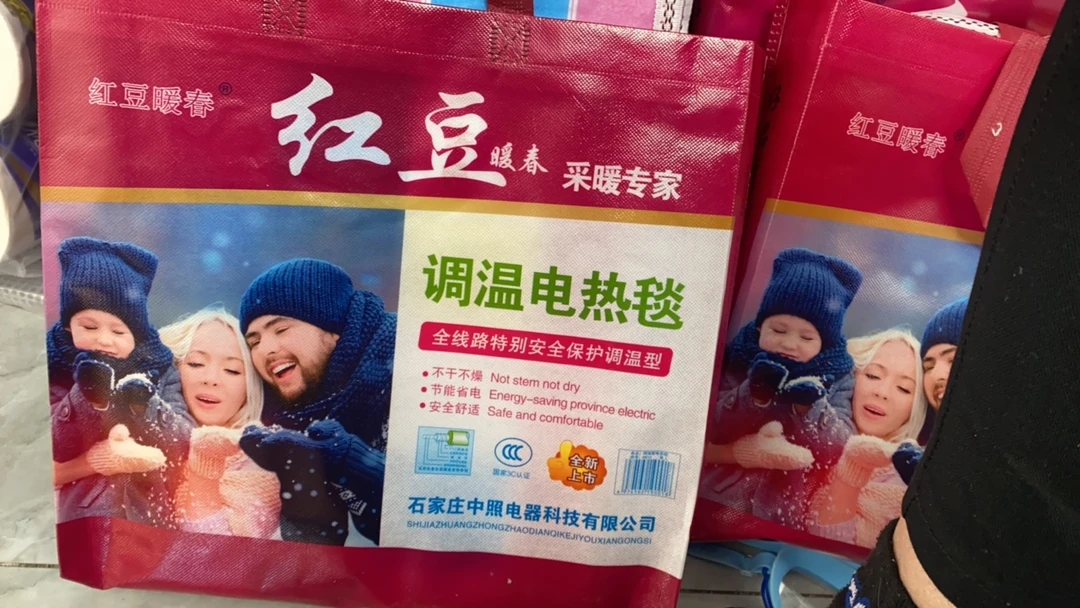 红豆暖春®
红豆暖春 采暖专家
调温电热毯
全线路特别安全保护调温型
• 不干不燥 Not stem not dry
• 节能省电 Energy-saving province electric
• 安全舒适 Safe and comfortable
CCC
国家3C认证
全新
上市
石家庄中照电器科技有限公司
SHIJIAZHUANGZHONGZHAODIANQIKEJIYOUXIANGONGSI
红豆暖春